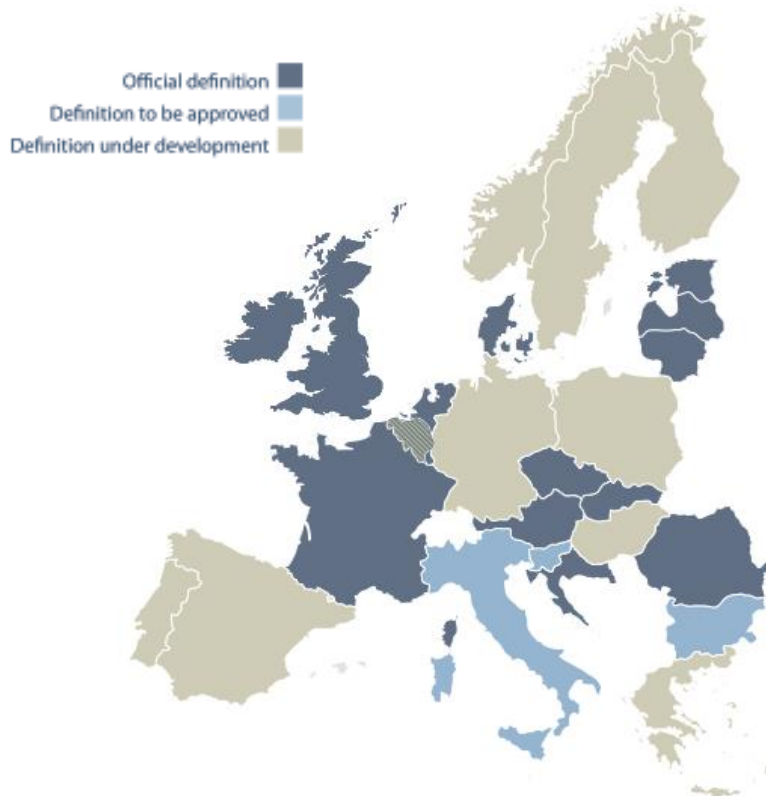 Official definition
Definition to be approved
Definition under development